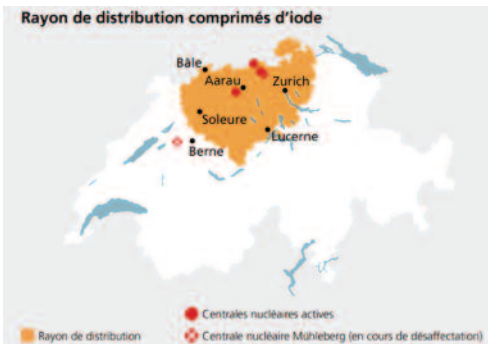 Rayon de distribution comprimés d'iode
Bâle
Aarau
Zurich
Soleure
Lucerne
Berne
Centrales nucléaires actives
Rayon de distribution
Centrale nucléaire Mühleberg (en cours de désaffectation)